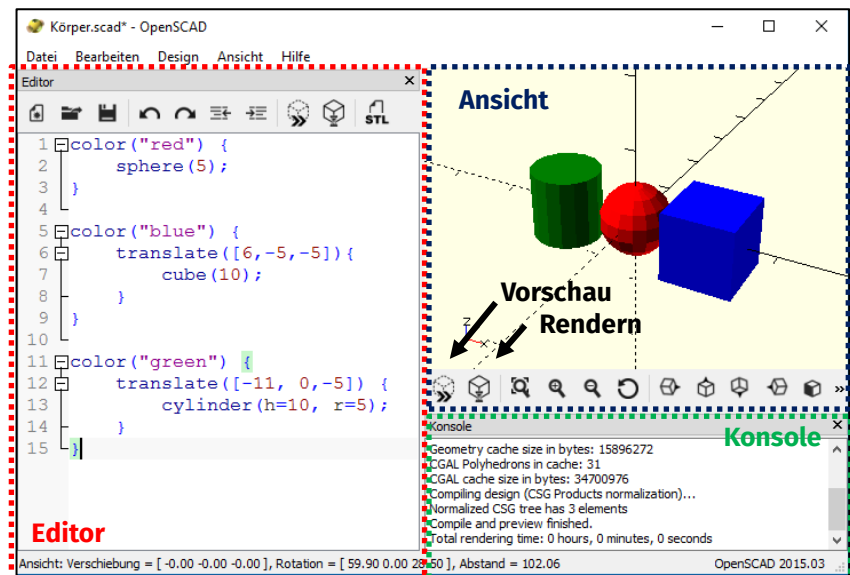 Körper.scad* - OpenSCAD
Datei Bearbeiten Design Ansicht Hilfe
Editor
STL
1 color("red") {
2 sphere(5);
3 }
4
5 color("blue") {
6 translate([6,-5,-5]){
7 cube(10);
8 }
9 }
10
11 color("green") {
12 translate([-11, 0,-5]) {
13 cylinder(h=10, r=5);
14 }
15 }
Editor
Ansicht
Z
Vorschau
Rendern
Konsole
Konsole
Geometry cache size in bytes: 15896272
CGAL Polyhedrons in cache: 31
CGAL cache size in bytes: 34700976
Compiling design (CSG Products normalization)...
Normalized CSG tree has 3 elements
Compile and preview finished.
Total rendering time: 0 hours, 0 minutes, 0 seconds
Ansicht: Verschiebung = [ -0.00 -0.00 -0.00 ], Rotation = [ 59.90 0.00 28.50 ], Abstand = 102.06
OpenSCAD 2015.03